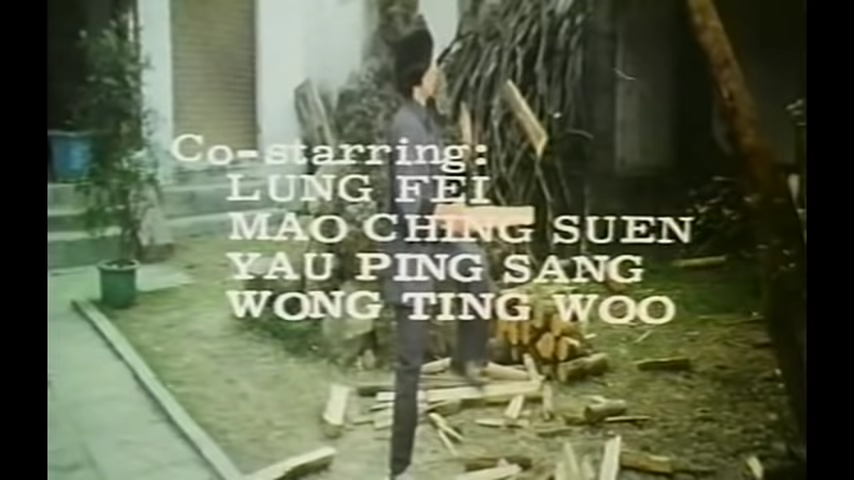 Co-starring:
LUNG FEI
MAO CHING SUEN
YAU PING SANG
WONG TING WOO